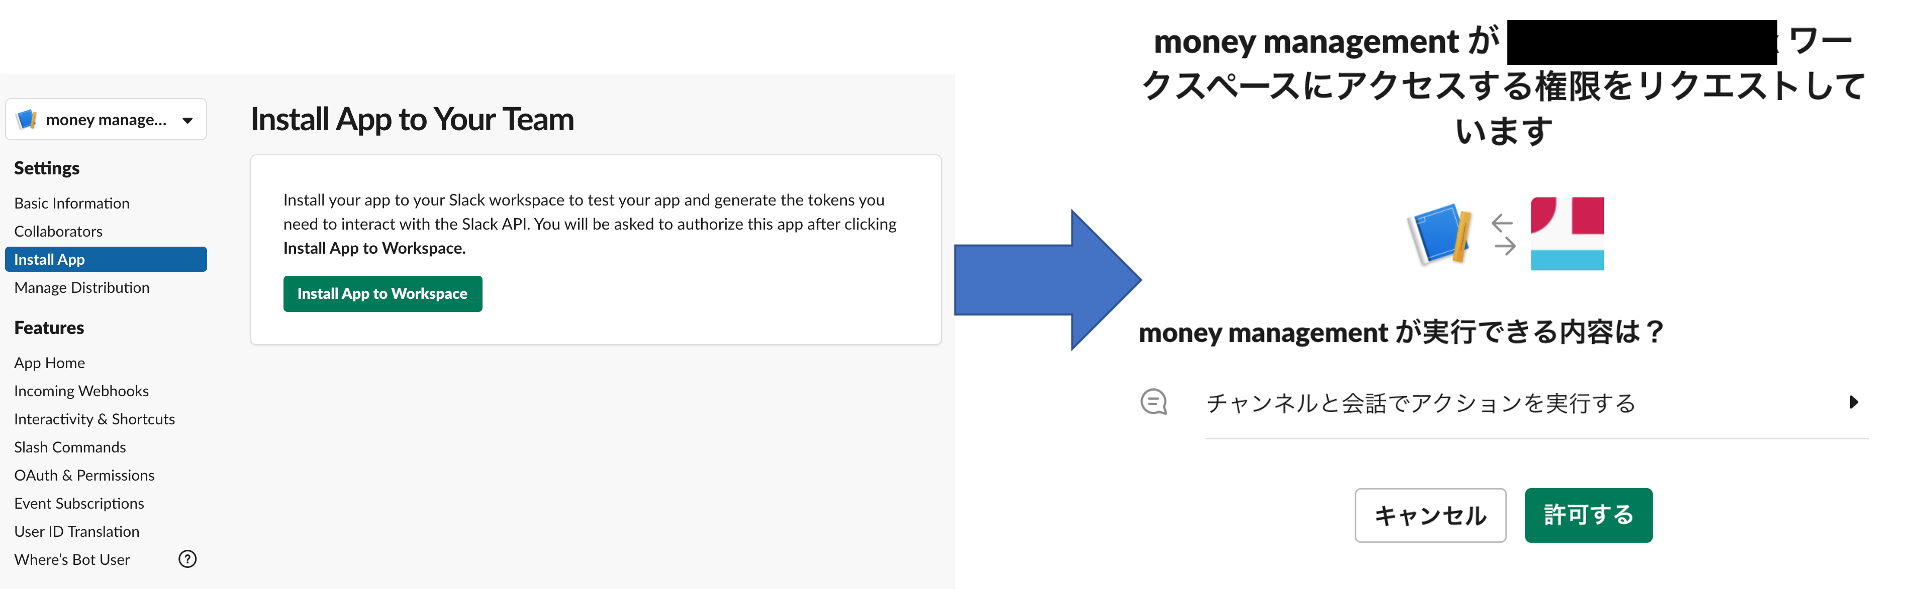 money manage...
Settings
Basic Information
Collaborators
Install App
Manage Distribution
Features
App Home
Incoming Webhooks
Interactivity & Shortcuts
Slash Commands
OAuth & Permissions
Event Subscriptions
User ID Translation
Where's Bot User
?
Install App to Your Team
Install your app to your Slack workspace to test your app and generate the tokens you
need to interact with the Slack API. You will be asked to authorize this app after clicking
Install App to Workspace.
Install App to Workspace
money management が ワー
クスペースにアクセスする権限をリクエストして
います
money management が実行できる内容は？
チャンネルと会話でアクションを実行する
キャンセル
許可する